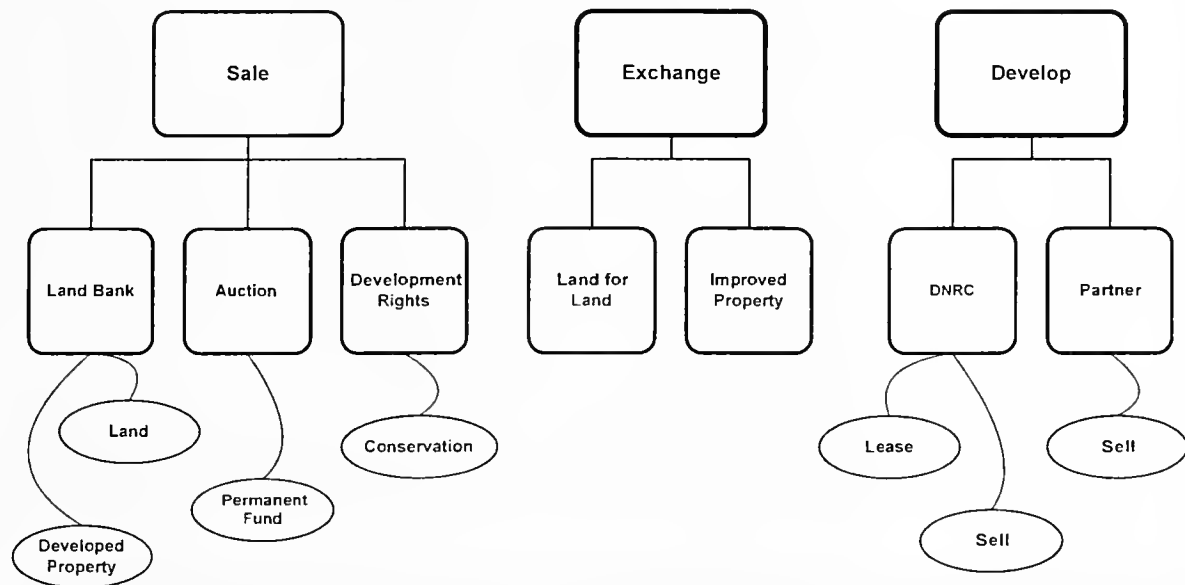 Sale
Exchange
Develop
Land Bank
Auction
Development
Rights
Land for
Land
Improved
Property
DNRC
Partner
Land
Conservation
Lease
Sell
Permanent
Fund
Developed
Property
Sell